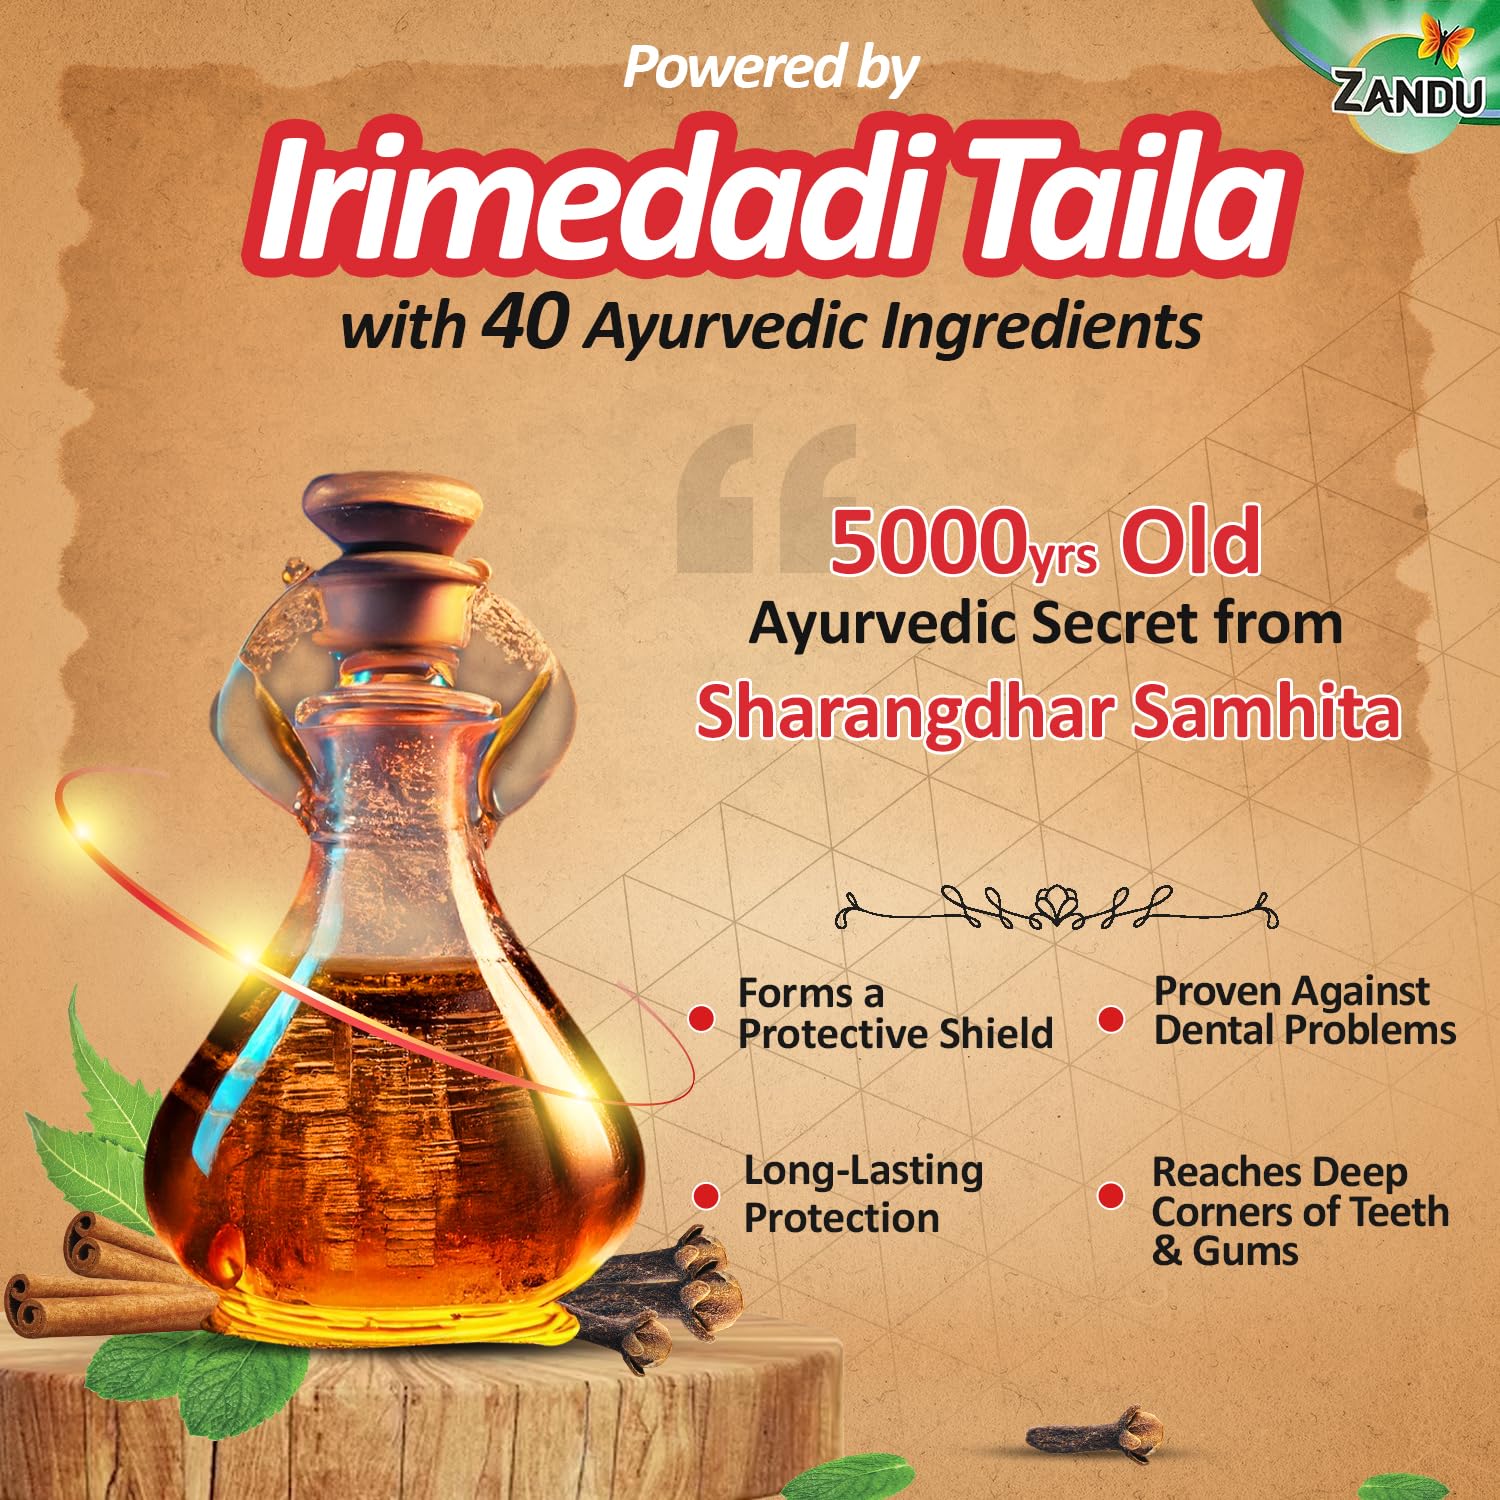 ZANDU
Powered by
Irimedadi Taila
with 40 Ayurvedic Ingredients
“
5000yrs Old
Ayurvedic Secret from
Sharangdhar Samhita
Forms a
Protective Shield
Proven Against
Dental Problems
Long-Lasting
Protection
Reaches Deep
Corners of Teeth
& Gums